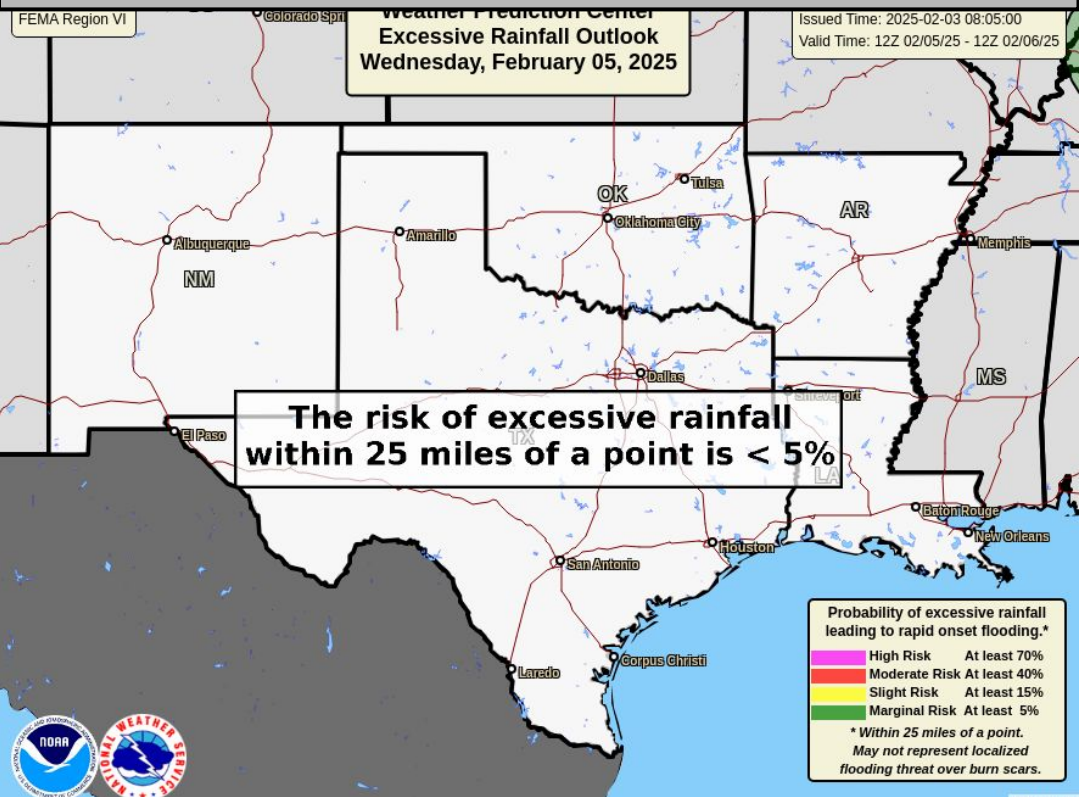 FEMA Region VI
Colorado Spri
Weather Prediction Center
Excessive Rainfall Outlook
Wednesday, February 05, 2025
Issued Time: 2025-02-03 08:05:00
Valid Time: 12Z 02/05/25 - 12Z 02/06/25
Tulsa
OK
Oklahoma City
AR
Amarillo
Albuquerque
Memphis
NM
Dallas
MS
Shreveport
The risk of excessive rainfall
within 25 miles of a point is < 5%
El Paso
TX
LA
Baton Rouge
New Orleans
Houston
San Antonio
Corpus Christi
Laredo
Probability of excessive rainfall
leading to rapid onset flooding.*
High Risk At least 70%
Moderate Risk At least 40%
Slight Risk At least 15%
Marginal Risk At least 5%
* Within 25 miles of a point.
May not represent localized
flooding threat over burn scars.
NOAA
NATIONAL WEATHER SERVICE